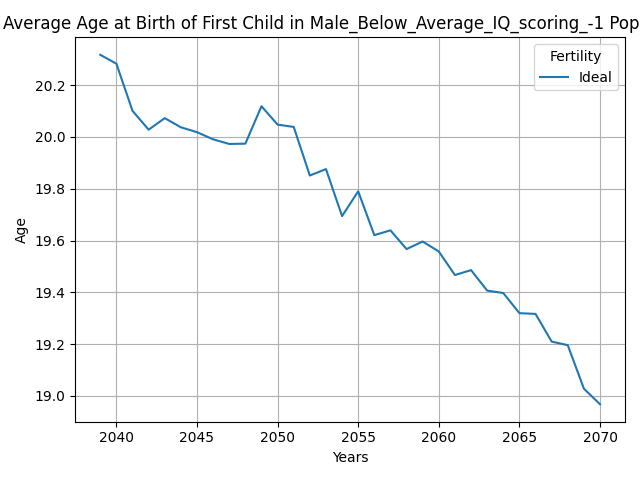 Average Age at Birth of First Child in Male_Below_Average_IQ_scoring_-1 Pop
Fertility
Ideal
20.2
20.0
19.8
19.6
19.4
19.2
19.0
Age
2040 2045 2050 2055 2060 2065 2070
Years